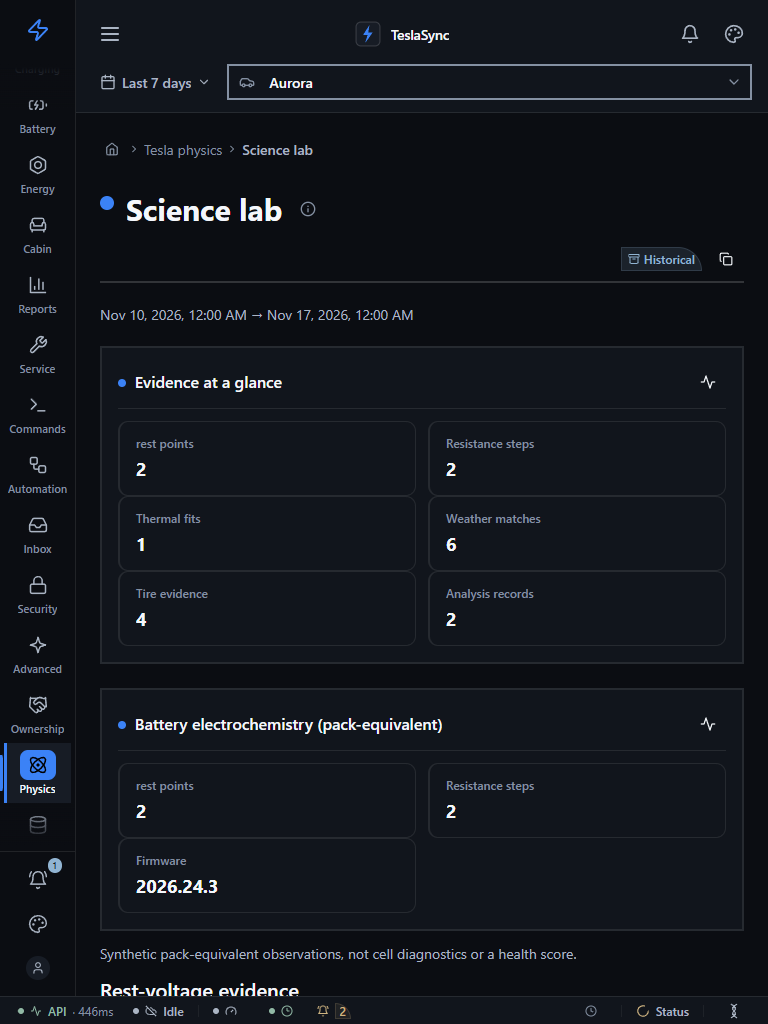 TeslaSync
Last 7 days
Aurora
Charging
Battery
Energy
Cabin
Reports
Service
Commands
Automation
Inbox
Security
Advanced
Ownership
Physics
1
Tesla physics
Science lab
Science lab
Historical
Nov 10, 2026, 12:00 AM → Nov 17, 2026, 12:00 AM
Evidence at a glance
rest points
2
Resistance steps
2
Thermal fits
1
Weather matches
6
Tire evidence
4
Analysis records
2
Battery electrochemistry (pack-equivalent)
rest points
2
Resistance steps
2
Firmware
2026.24.3
Synthetic pack-equivalent observations, not cell diagnostics or a health score.
Rest-voltage evidence
API · 446ms
Idle
2
Status